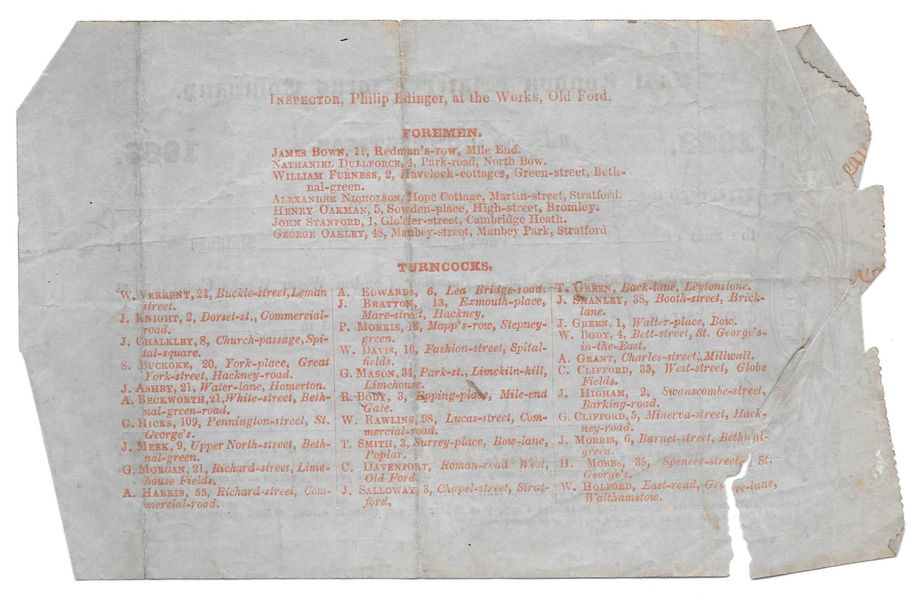 INSPECTOR, Philip Edinger, at the Works, Old Ford.
FOREMEN.
JAMES BOWN, 11, Redman's-row, Mile End.
NATHANIEL DULLFORCE, 4, Park-road, North Bow.
WILLIAM FURNESS, 2, Havelock-cottages, Green-street, Beth-
nal-green.
ALEXANDER NICHOLSON, Hope Cottage, Martin-street, Stratford.
HENRY OAKMAN, 5, Sowden-place, High-street, Bromley.
JOHN STANFORD, 1, Glo'ster-street, Cambridge Heath.
GEORGE OAKLEY, 48, Manbey-street, Manbey Park, Stratford
TURNCOCKS.
W. VERRENT, 21, Buckle-street, Leman
street.
J. KNIGHT, 2, Dorset-st., Commercial-
road.
J. CHALKLEY, 8, Church-passage, Spi-
tal-square.
S. BUCKOKE, 20, York-place, Great
York-street, Hackney-road.
J. ASHBY, 21, Water-lane, Homerton.
A. BECKWORTH, 21, White-street, Beth-
nal-green-road.
G. HICKS, 109, Pennington-street, St.
George's.
J. MEEK, 9, Upper North-street, Beth-
nal-green.
G. MORGAN, 21, Richard-street, Lime-
house Fields.
A. HARRIS, 55, Richard-street, Com-
mercial-road.
A. EDWARDS, 6, Lea Bridge-road.
J. BRATTON, 13, Exmouth-place,
Mare-street, Hackney.
P. MORRIS, 18, Mapp's-row, Stepney-
green.
W. DAVIS, 16, Fashion-street, Spital-
fields.
G. MASON, 34, Park-st., Limekiln-hill,
Limehouse.
R. BODY, 3, Epping-place, Mile-end
Gate.
W. RAWLINS, 98, Lucas-street, Com-
mercial-road.
T. SMITH, 3, Surrey-place, Bow-lane,
Poplar.
C. DAVENPORT, Roman-road West,
Old Ford.
J. SALLOWAY, 3, Chapel-street, Strat-
ford.
T. GREEN, Back-lane, Leytonstone.
J. SHANLEY, 38, Booth-street, Brick-
lane.
J. GREEN, 1, Walter-place, Bow.
W. BODY, 4, Bett-street, St. George's-
in-the-East.
A. GRANT, Charles-street, Millwall.
C. CLIFFORD, 35, West-street, Globe
Fields.
J. HIGHAM, 2, Swanscombe-street,
Barking-road.
G. CLIFFORD, 5, Minerva-street, Hack-
ney-road.
J. MORRIS, 6, Barnet-street, Bethnal-
green.
H. MOBBS, 35, Spencer-street, St.
George's.
W. HOLFORD, East-road, ve-lane,
Walthamstow.